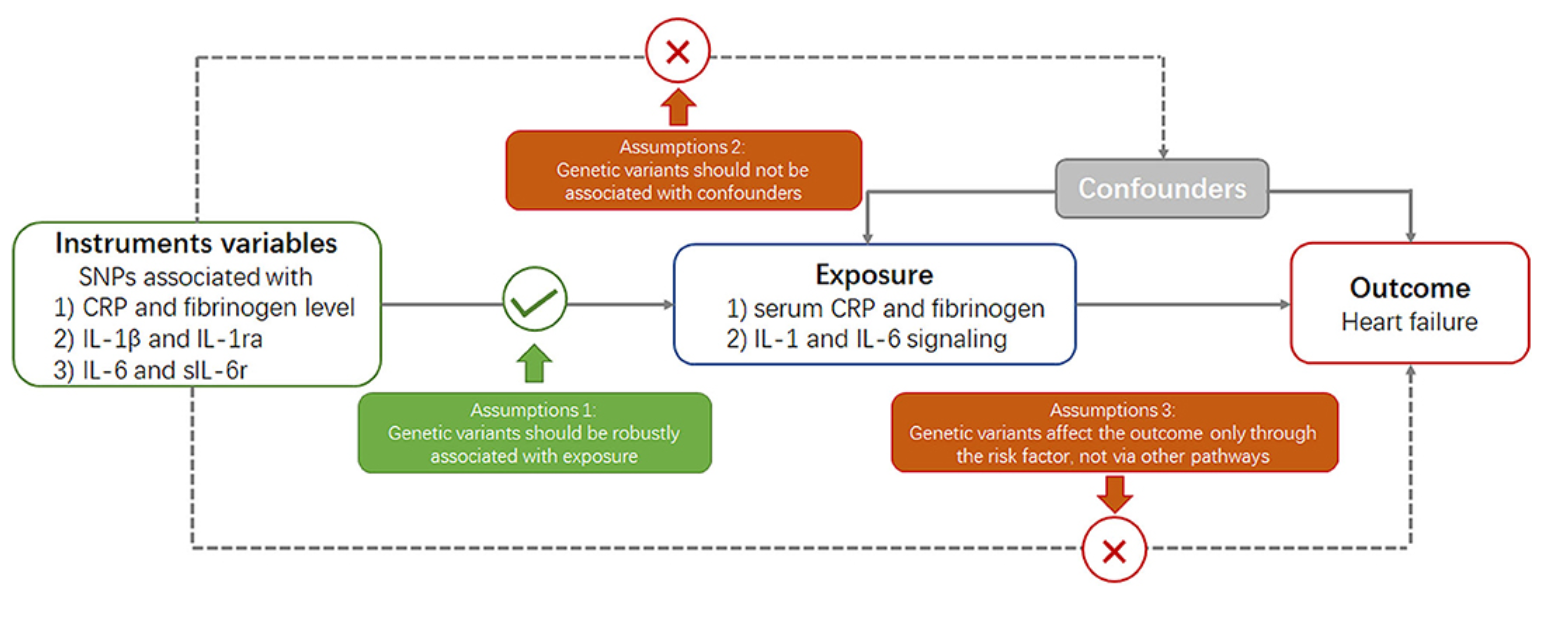 Assumptions 2:
Genetic variants should not be
associated with confounders
Confounders
Instruments variables
SNPs associated with
1) CRP and fibrinogen level
2) IL-1β and IL-1ra
3) IL-6 and sIL-6r
Exposure
1) serum CRP and fibrinogen
2) IL-1 and IL-6 signaling
Outcome
Heart failure
Assumptions 1:
Genetic variants should be robustly
associated with exposure
Assumptions 3:
Genetic variants affect the outcome only through
the risk factor, not via other pathways